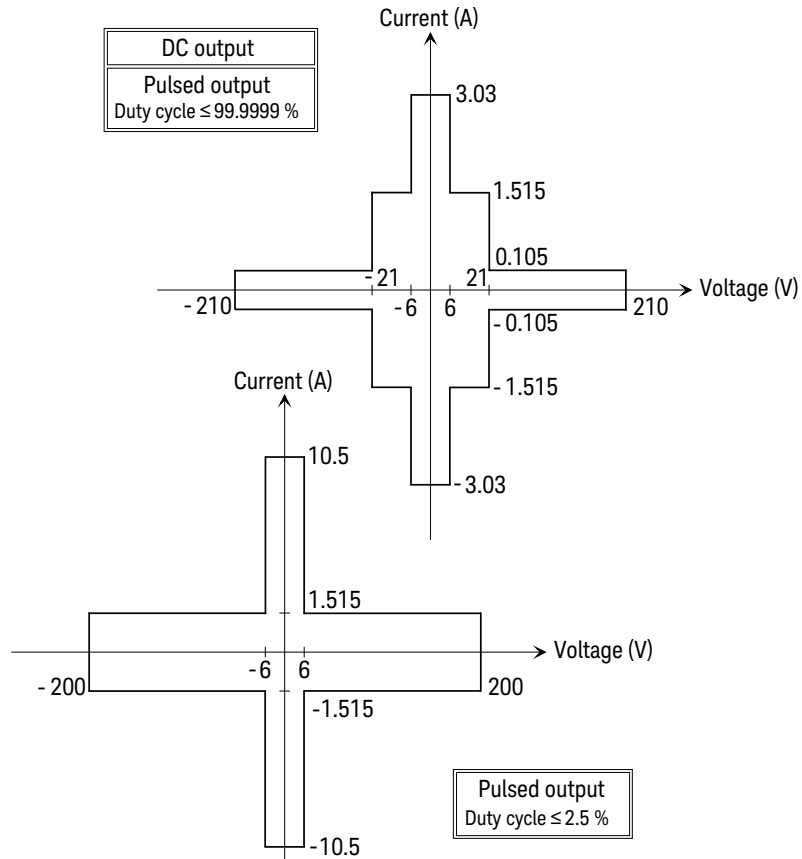 Current (A)
DC output
Pulsed output
Duty cycle ≤ 99.9999 %
3.03
1.515
0.105
- 21
21
Voltage (V)
- 210
-6
6
210
- 0.105
- 1.515
- 3.03
Current (A)
10.5
1.515
Voltage (V)
-6
6
- 200
200
-1.515
Pulsed output
Duty cycle ≤ 2.5 %
-10.5